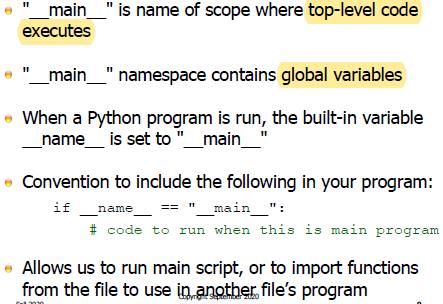 "__main__" is name of scope where top-level code
executes
"__main__" namespace contains global variables
When a Python program is run, the built-in variable
__name__ is set to "__main__"
Convention to include the following in your program:
if __name__ == "__main__":
# code to run when this is main program
Allows us to run main script, or to import functions
from the file to use in another file's program
Copyright September 2020
Fall 2020